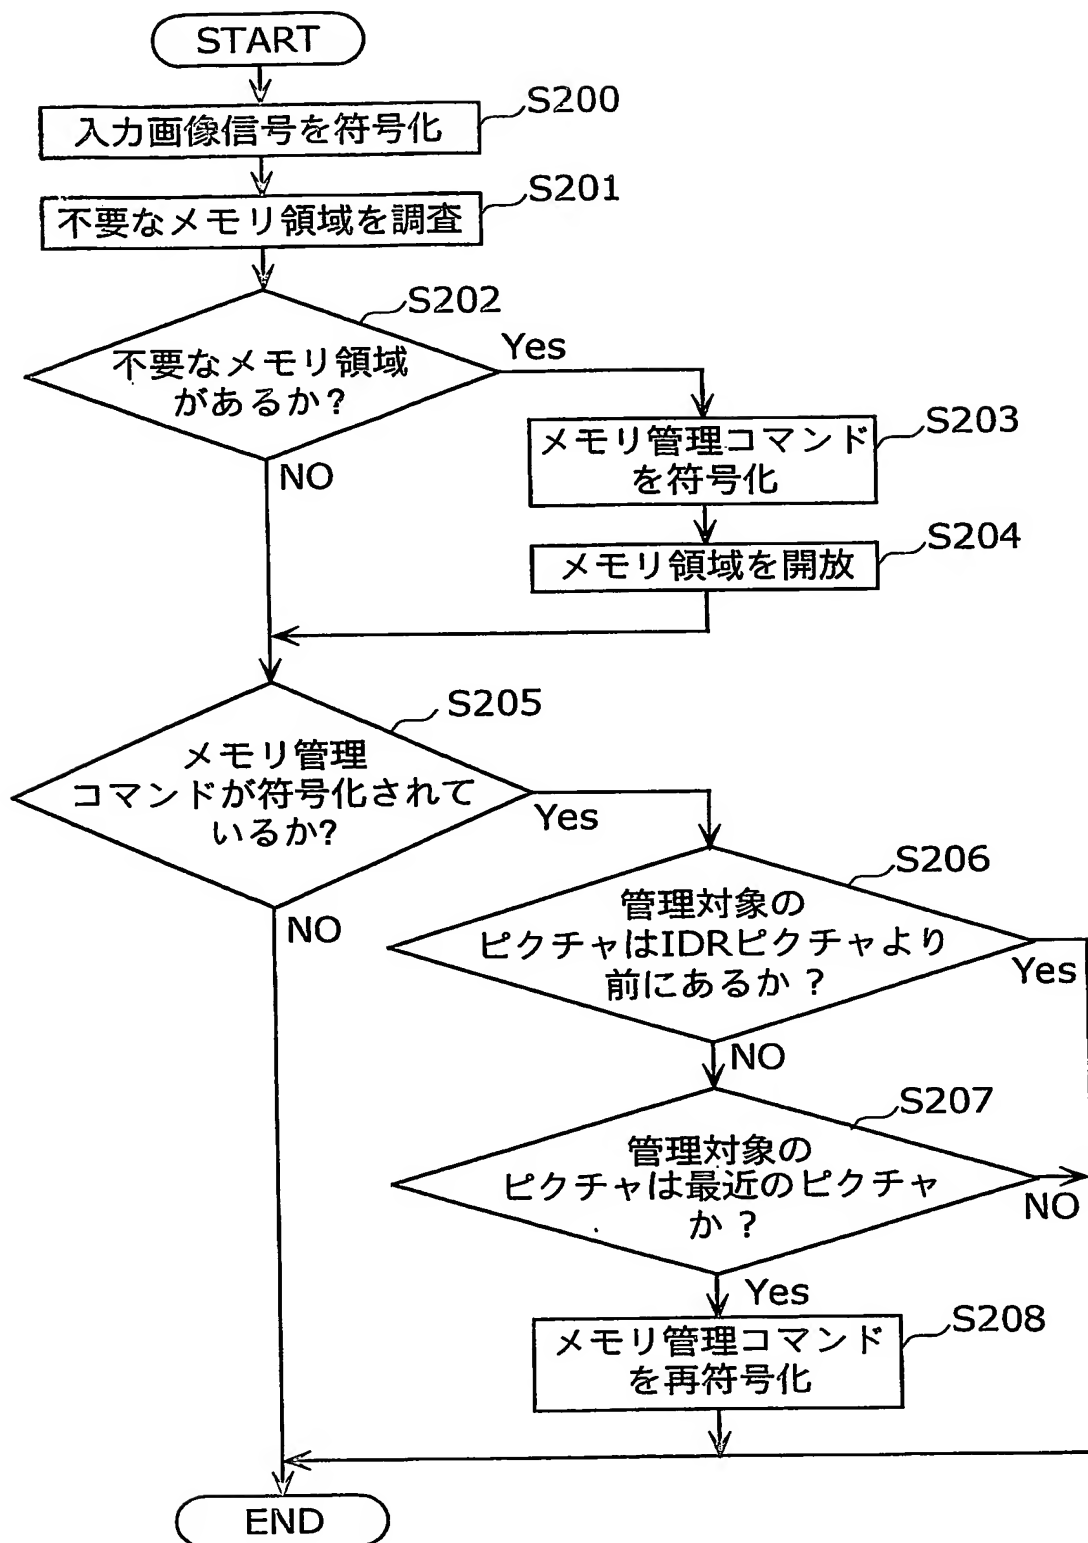 START
S200
入力画像信号を符号化
S201
不要なメモリ領域を調査
S202
不要なメモリ領域
があるか?
Yes
NO
S203
メモリ管理コマンド
を符号化
S204
メモリ領域を開放
S205
メモリ管理
コマンドが符号化されて
いるか?
Yes
NO
S206
管理対象の
ピクチャはIDRピクチャより
前にあるか?
Yes
NO
S207
管理対象の
ピクチャは最近のピクチャ
か?
NO
Yes
S208
メモリ管理コマンド
を再符号化
END